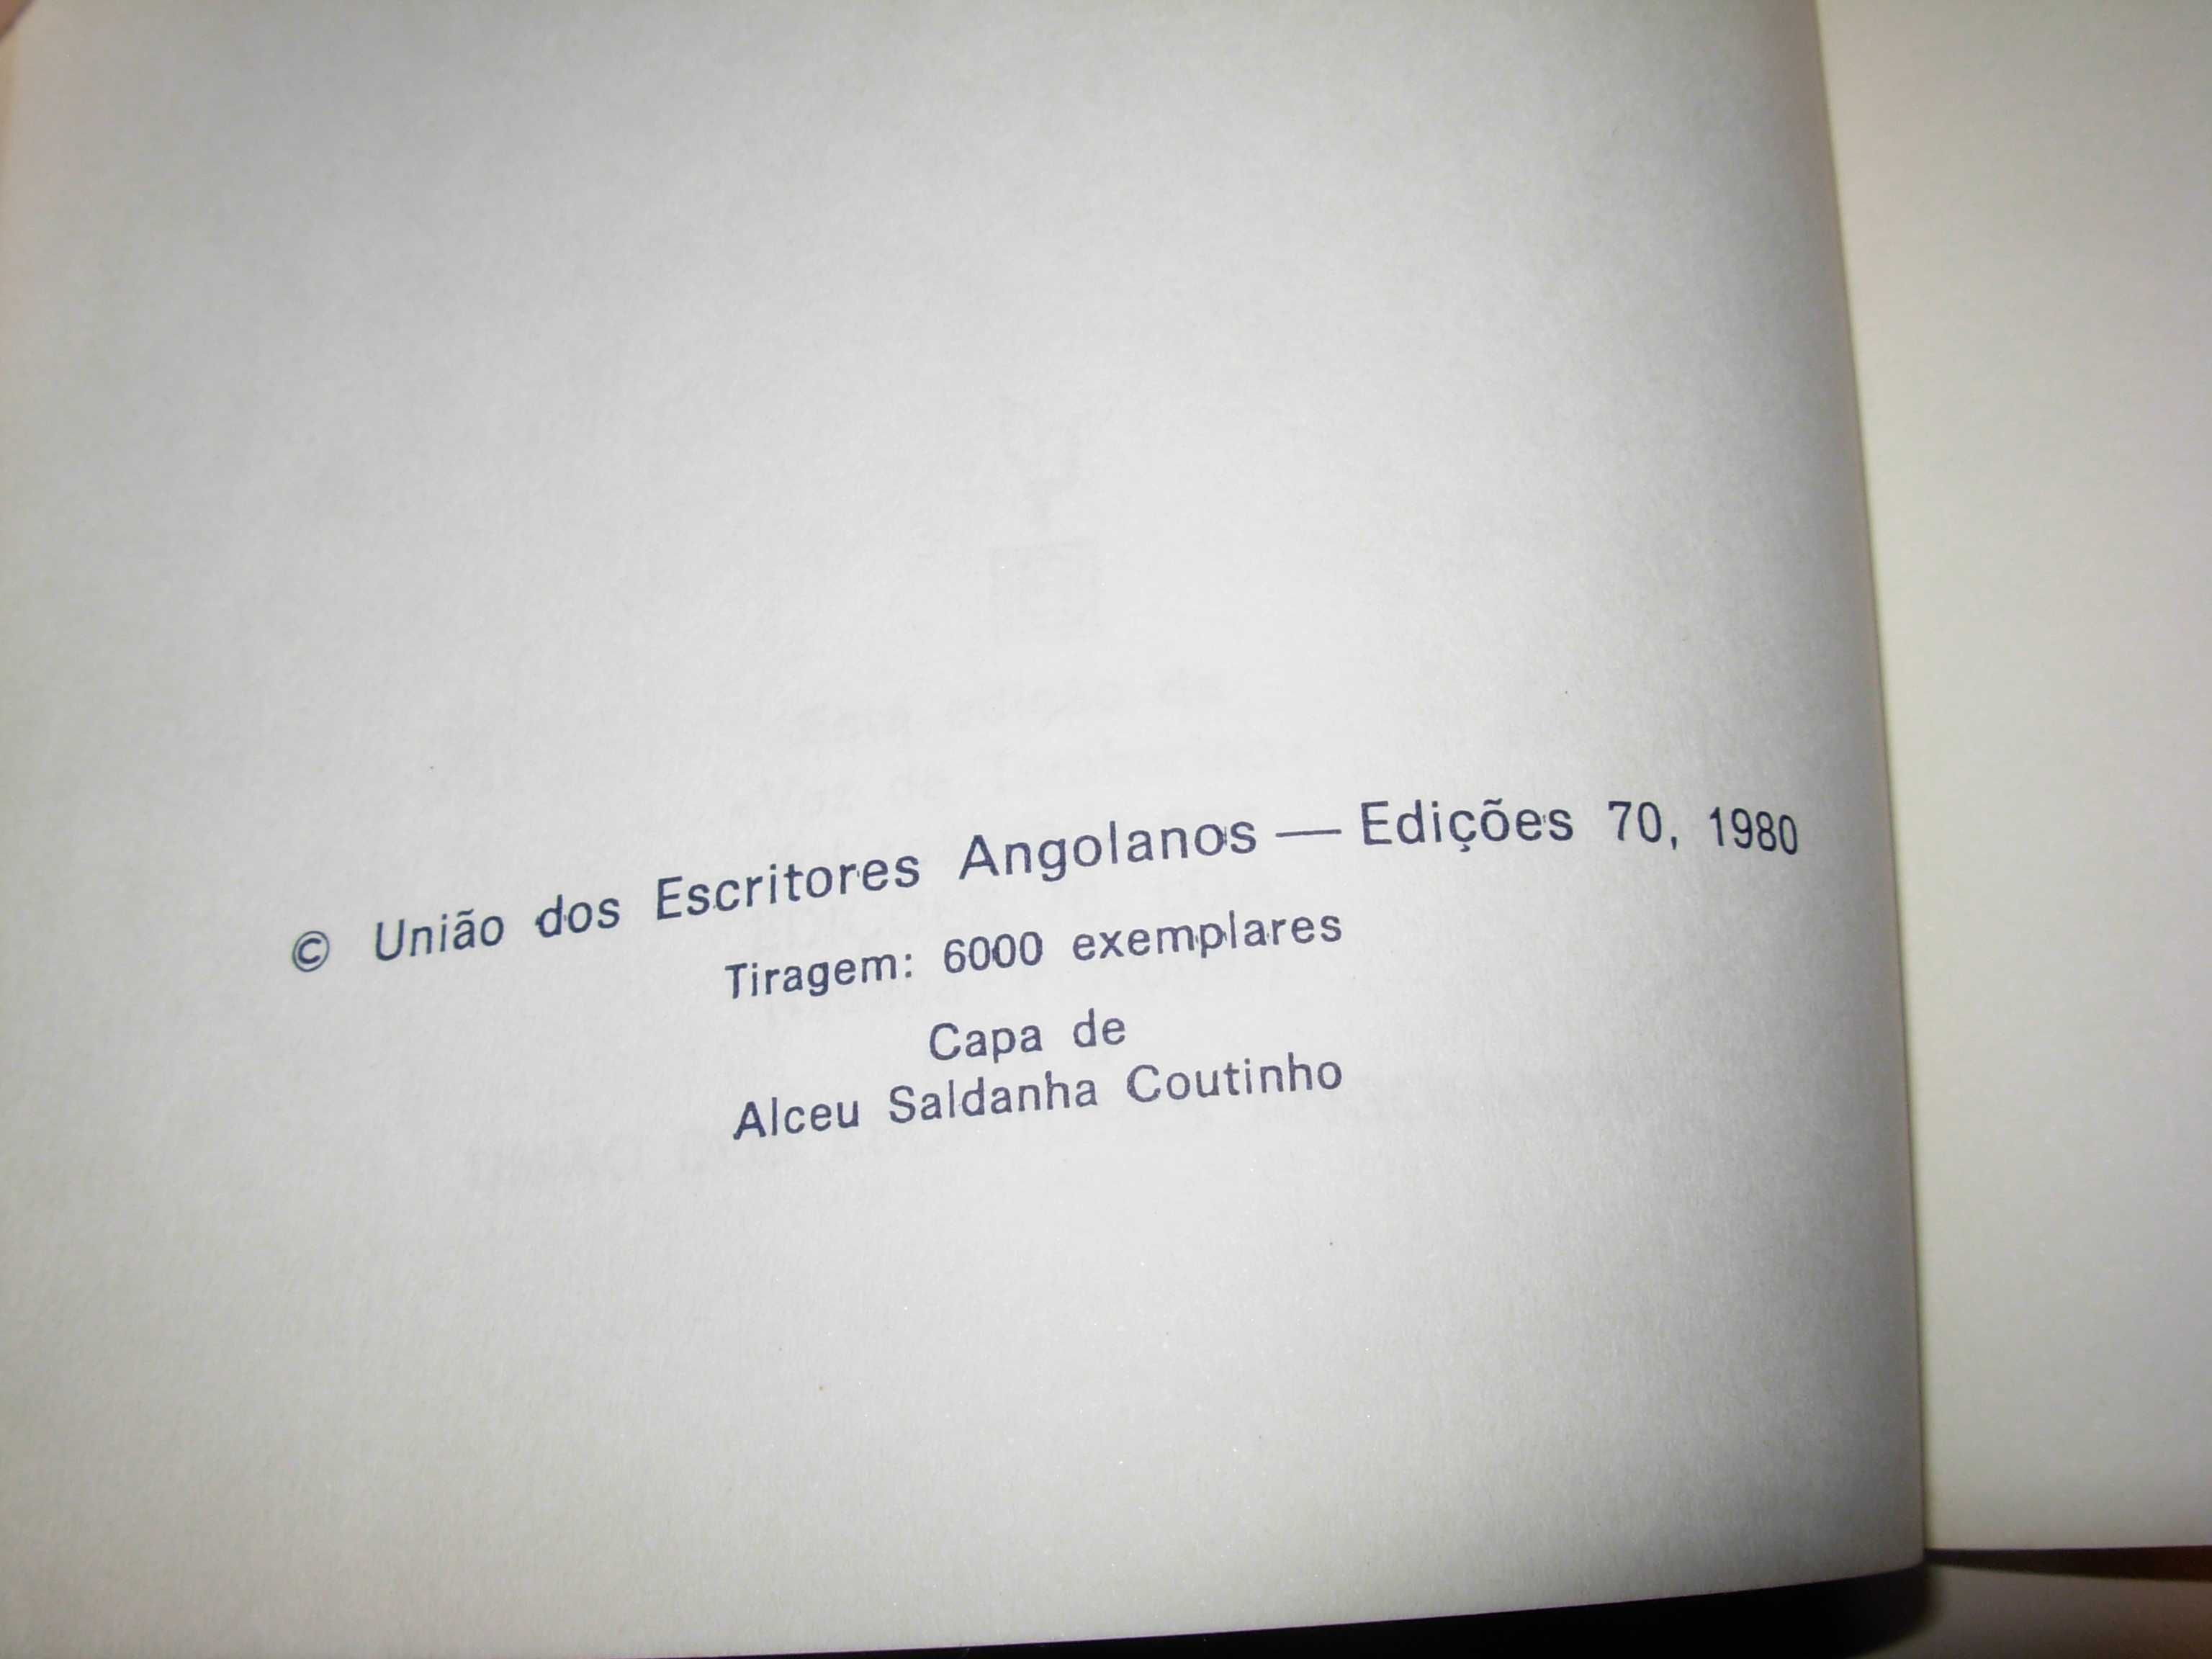 © União dos Escritores Angolanos — Edições 70, 1980
Tiragem: 6000 exemplares
Capa de
Alceu Saldanha Coutinho